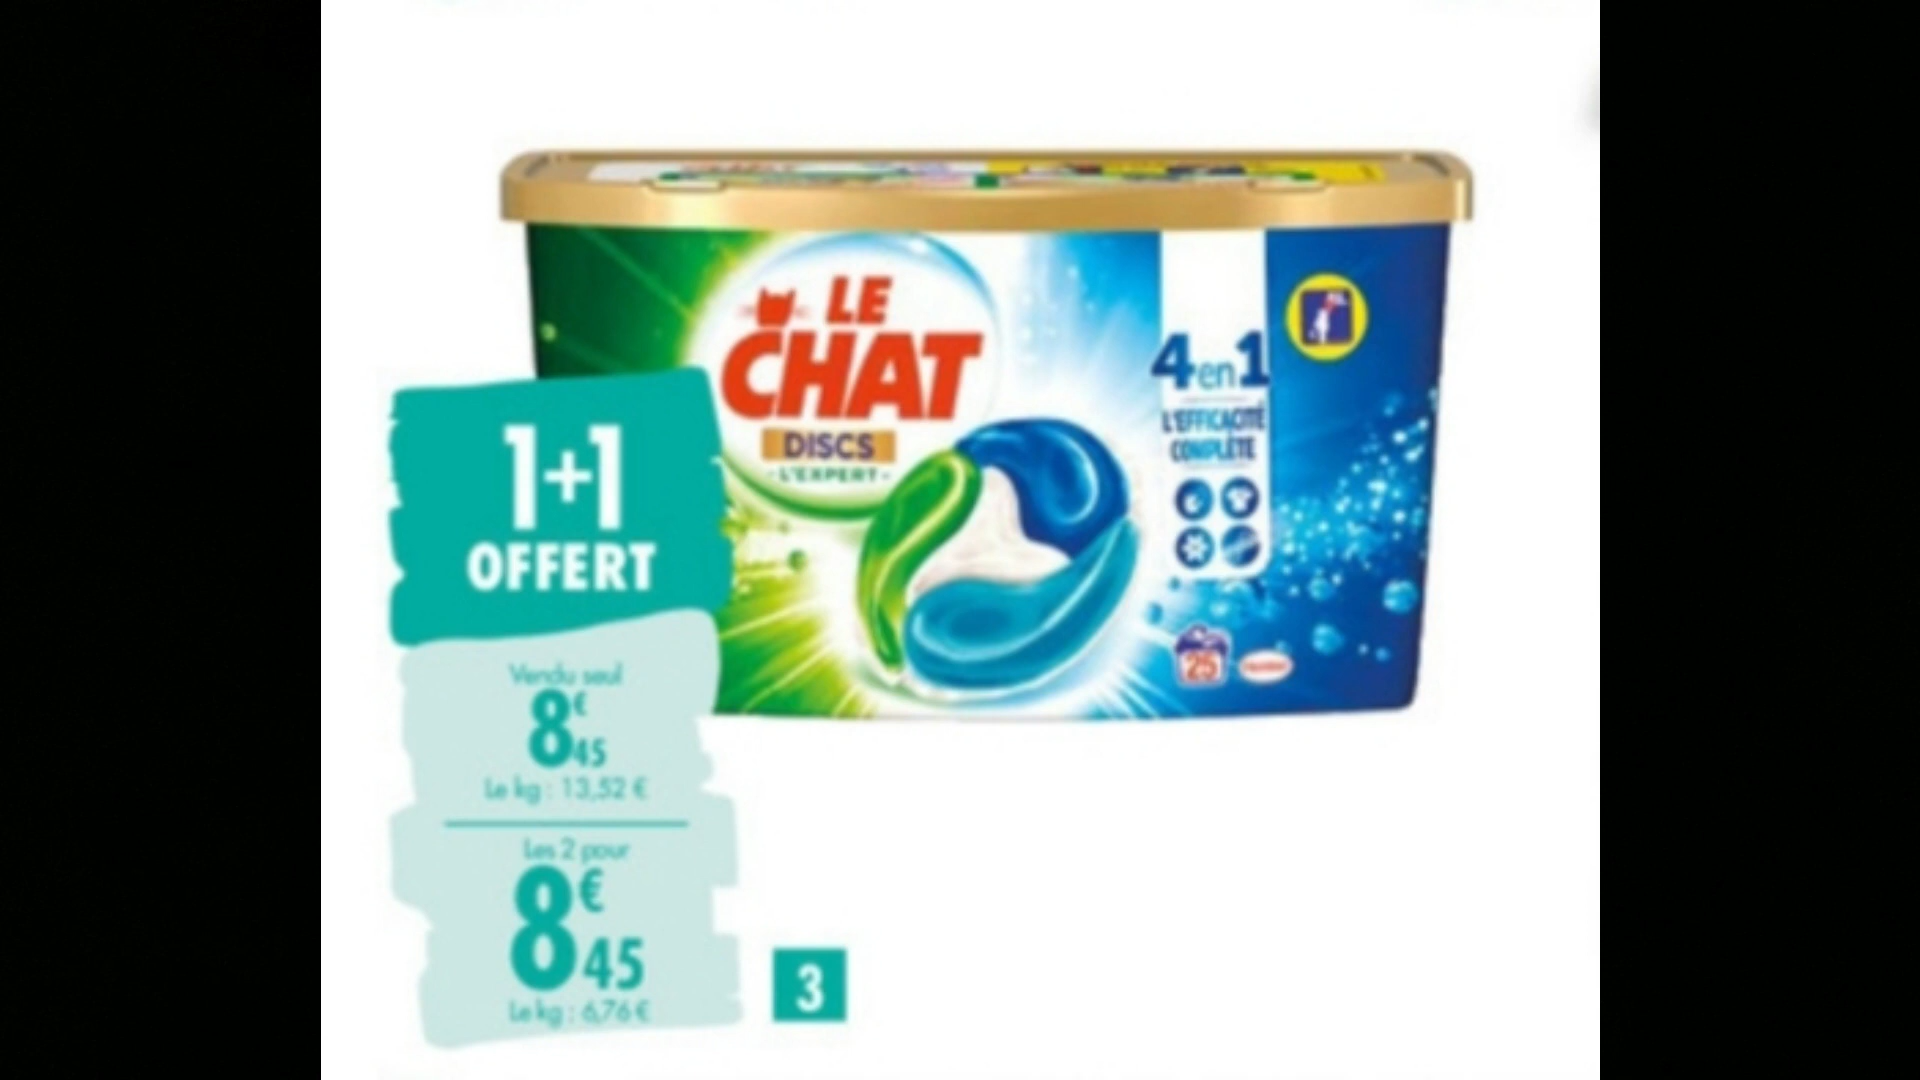 LE
CHAT
DISCS
- L'EXPERT -
4en1
L'EFFICACITÉ
COMPLÈTE
25
1+1
OFFERT
Vendu seul
8€45
Le kg : 13,52 €
Les 2 pour
8€45
Le kg : 6,76 €
3